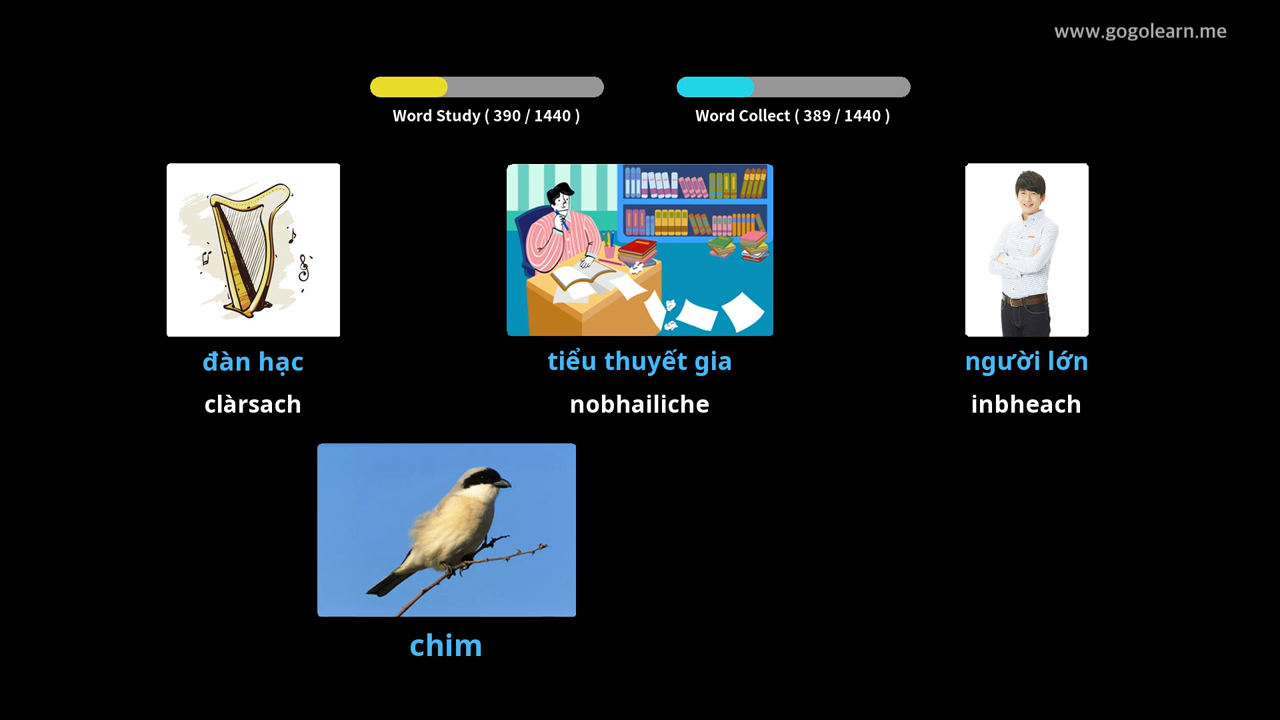 www.gogolearn.me
Word Study ( 390 / 1440 )
Word Collect ( 389 / 1440 )
đàn hạc
tiểu thuyết gia
người lớn
clàrsach
nobhailiche
inbheach
chim